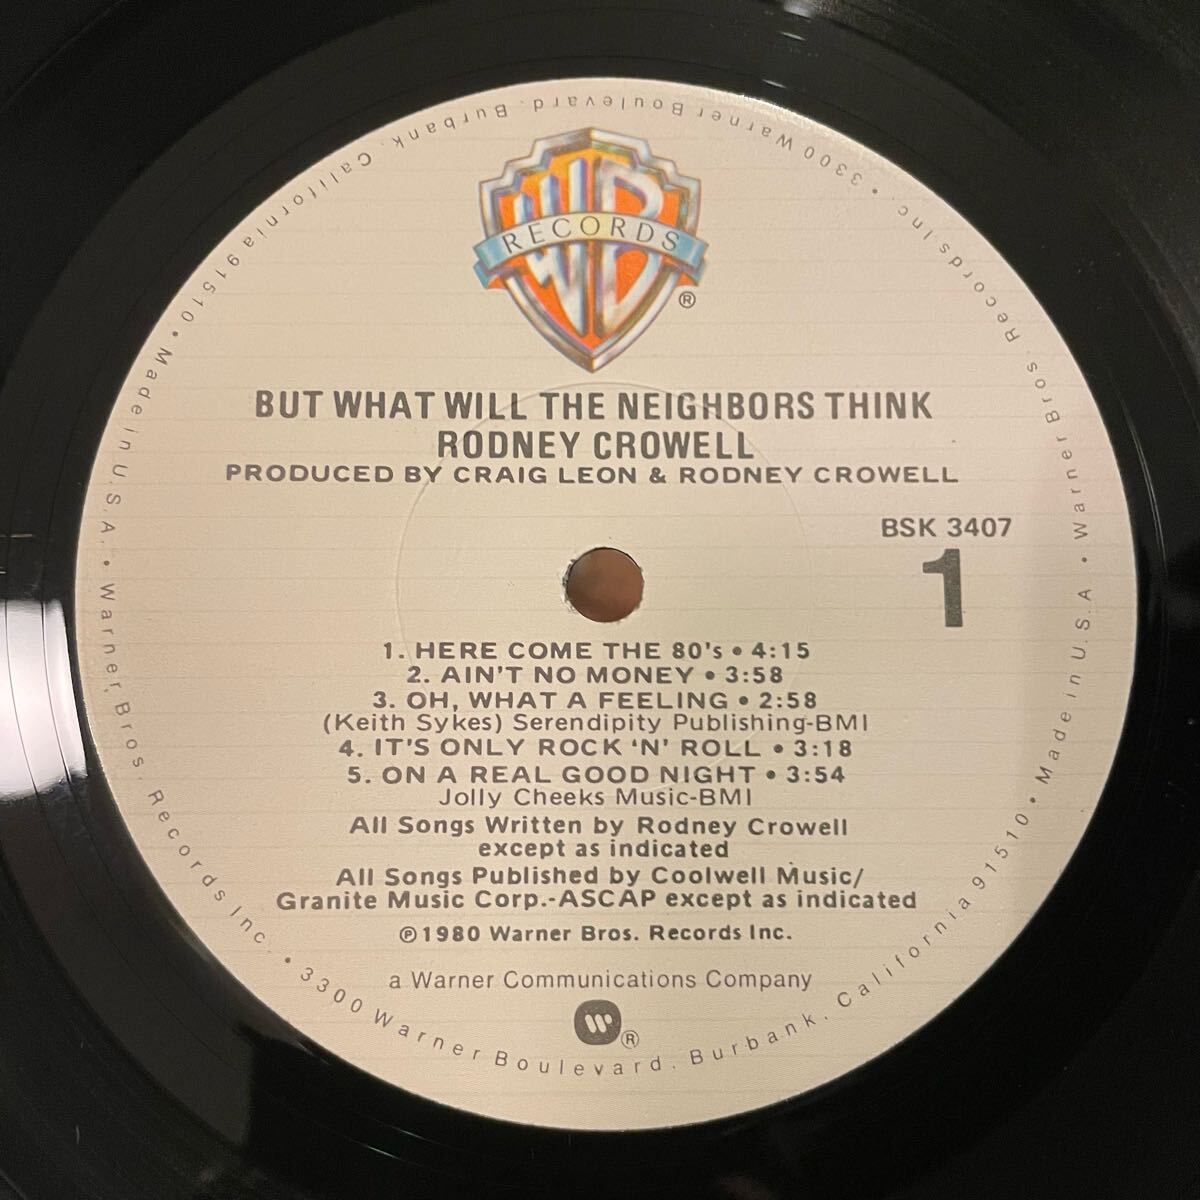 WB
RECORDS
®
BUT WHAT WILL THE NEIGHBORS THINK
RODNEY CROWELL
PRODUCED BY CRAIG LEON & RODNEY CROWELL
BSK 3407
1
1. HERE COME THE 80's • 4:15
2. AIN'T NO MONEY • 3:58
3. OH, WHAT A FEELING • 2:58
(Keith Sykes) Serendipity Publishing-BMI
4. IT'S ONLY ROCK 'N' ROLL • 3:18
5. ON A REAL GOOD NIGHT • 3:54
Jolly Cheeks Music-BMI
All Songs Written by Rodney Crowell
except as indicated
All Songs Published by Coolwell Music/
Granite Music Corp.-ASCAP except as indicated
℗1980 Warner Bros. Records Inc.
a Warner Communications Company
®
Warner Bros. Records Inc. • 3300 Warner Boulevard. Burbank. California 91510 • Made in U.S.A. • Warner Bros. Records Inc. • 3300 Warner Boulevard. Burbank. California 91510 • Made in U.S.A •